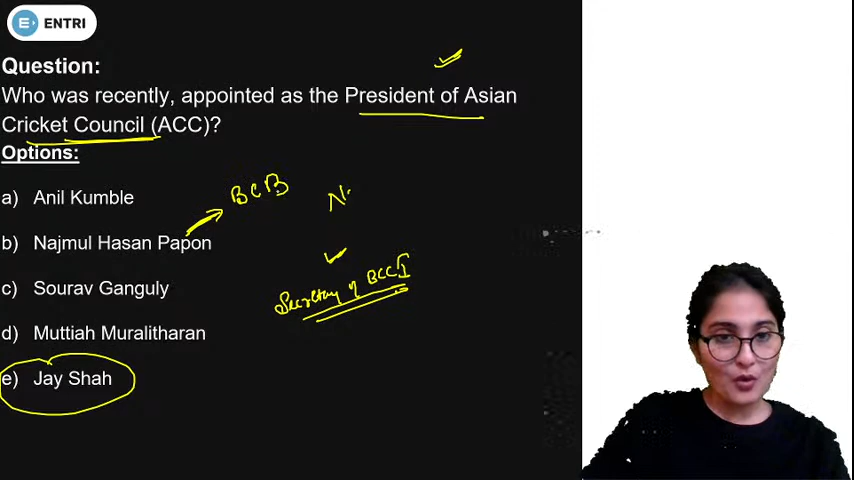 ENTRI
Question:
Who was recently, appointed as the President of Asian
Cricket Council (ACC)?
Options:
a) Anil Kumble
BCB
N
b) Najmul Hasan Papon
Secretary of BCCI
c) Sourav Ganguly
d) Muttiah Muralitharan
e) Jay Shah